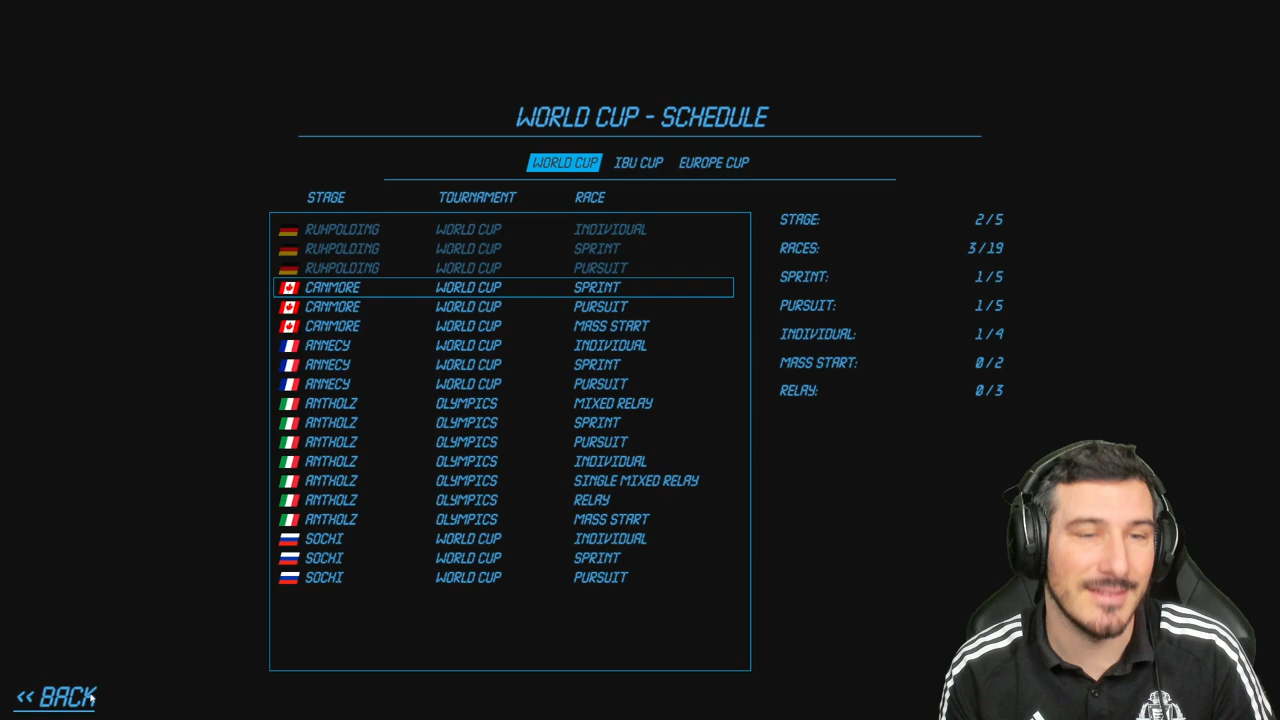 WORLD CUP - SCHEDULE
WORLD CUP IBU CUP EUROPE CUP
STAGE TOURNAMENT RACE
RUHPOLDING WORLD CUP INDIVIDUAL
RUHPOLDING WORLD CUP SPRINT
RUHPOLDING WORLD CUP PURSUIT
CANMORE WORLD CUP SPRINT
CANMORE WORLD CUP PURSUIT
CANMORE WORLD CUP MASS START
ANNECY WORLD CUP INDIVIDUAL
ANNECY WORLD CUP SPRINT
ANNECY WORLD CUP PURSUIT
ANTHOLZ OLYMPICS MIXED RELAY
ANTHOLZ OLYMPICS SPRINT
ANTHOLZ OLYMPICS PURSUIT
ANTHOLZ OLYMPICS INDIVIDUAL
ANTHOLZ OLYMPICS SINGLE MIXED RELAY
ANTHOLZ OLYMPICS RELAY
ANTHOLZ OLYMPICS MASS START
SOCHI WORLD CUP INDIVIDUAL
SOCHI WORLD CUP SPRINT
SOCHI WORLD CUP PURSUIT
STAGE: 2/5
RACES: 3/19
SPRINT: 1/5
PURSUIT: 1/5
INDIVIDUAL: 1/4
MASS START: 0/2
RELAY: 0/3
<< BACK